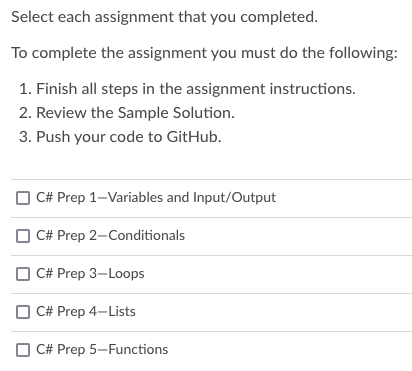 Select each assignment that you completed.
To complete the assignment you must do the following:
1. Finish all steps in the assignment instructions.
2. Review the Sample Solution.
3. Push your code to GitHub.
C# Prep 1—Variables and Input/Output
C# Prep 2—Conditionals
C# Prep 3—Loops
C# Prep 4—Lists
C# Prep 5—Functions